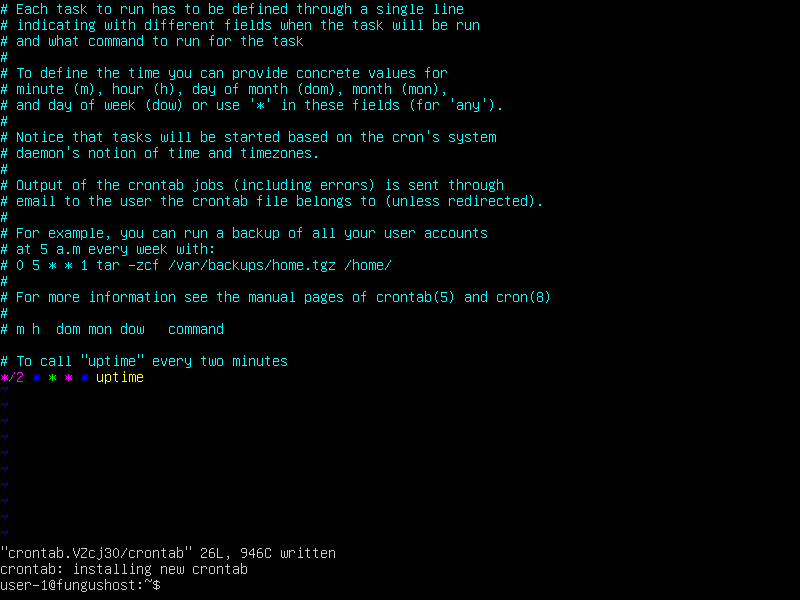 # Each task to run has to be defined through a single line
# indicating with different fields when the task will be run
# and what command to run for the task
#
# To define the time you can provide concrete values for
# minute (m), hour (h), day of month (dom), month (mon),
# and day of week (dow) or use '*' in these fields (for 'any').
#
# Notice that tasks will be started based on the cron's system
# daemon's notion of time and timezones.
#
# Output of the crontab jobs (including errors) is sent through
# email to the user the crontab file belongs to (unless redirected).
#
# For example, you can run a backup of all your user accounts
# at 5 a.m every week with:
# 0 5 * * 1 tar -zcf /var/backups/home.tgz /home/
#
# For more information see the manual pages of crontab(5) and cron(8)
#
# m h  dom mon dow   command

# To call "uptime" every two minutes
*/2 * * * * uptime
~
~
~
~
~
~
~
~
~
~
"crontab.VZcj30/crontab" 26L, 946C written
crontab: installing new crontab
user-1@fungushost:~$